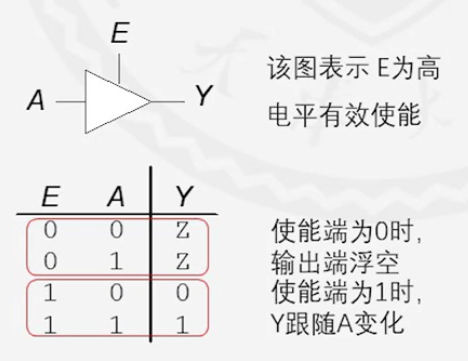 E
A
Y
该图表示 E为高
电平有效使能
E A Y
0 0 Z
0 1 Z
1 0 0
1 1 1
使能端为0时，
输出端浮空
使能端为1时，
Y跟随A变化